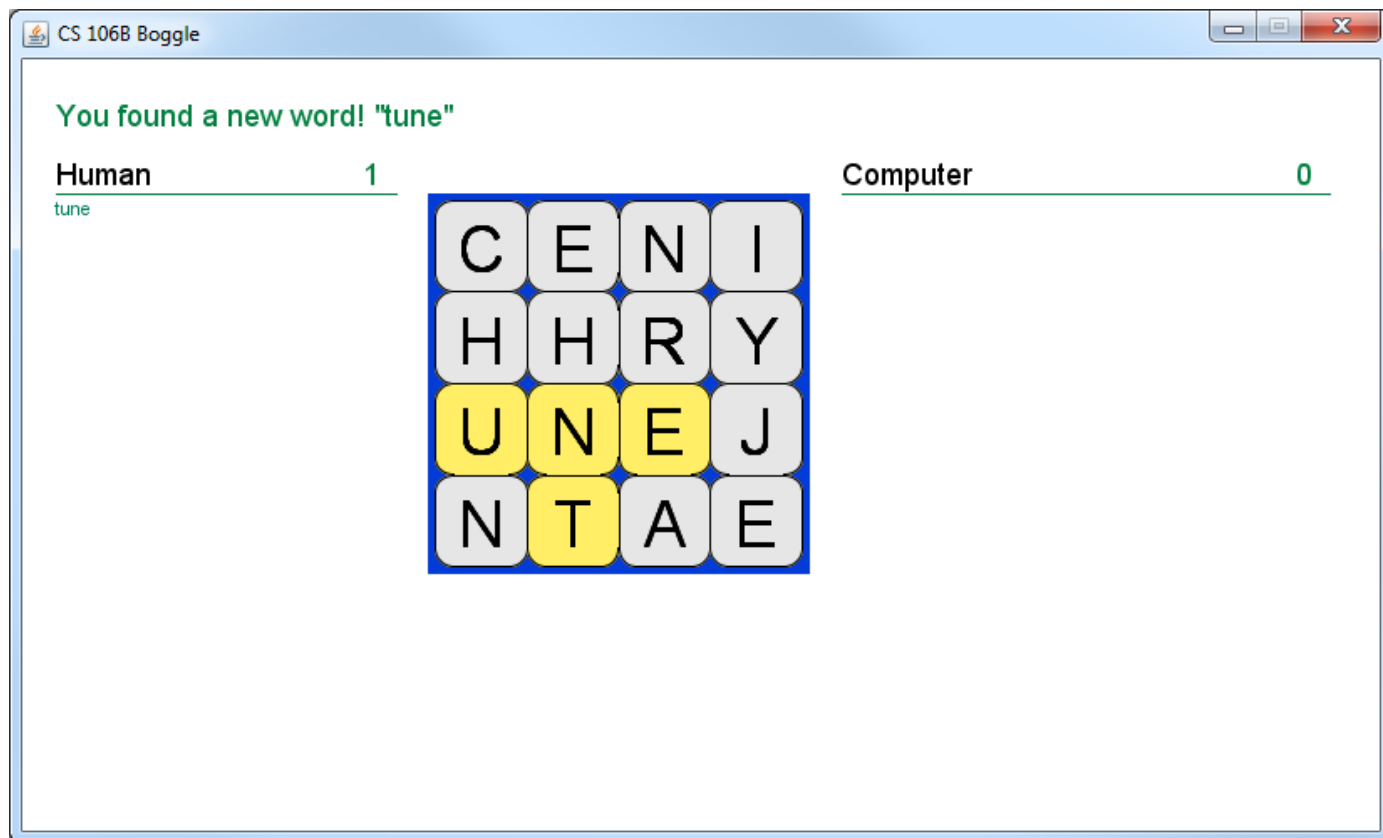 CS 106B Boggle
You found a new word! "tune"
Human 1
Computer 0
tune
C E N I
H H R Y
U N E J
N T A E